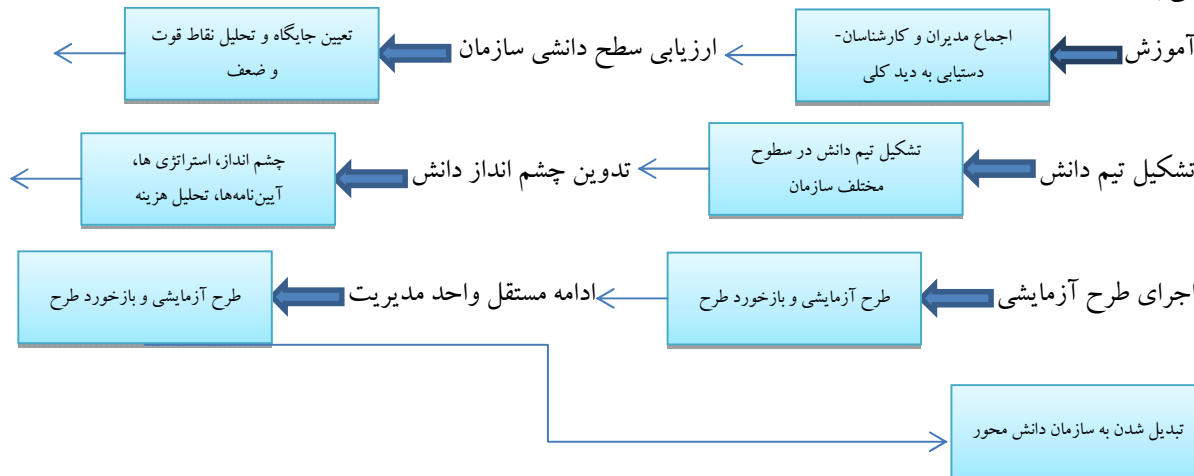 آموزش
اجماع مدیران و کارشناسان-
دستیابی به دید کلی
ارزیابی سطح دانشی سازمان
تعیین جایگاه و تحلیل نقاط قوت
و ضعف
تشکیل تیم دانش
تشکیل تیم دانش در سطوح
مختلف سازمان
تدوین چشم انداز دانش
چشم انداز، استراتژی ها،
آیین‌نامه‌ها، تحلیل هزینه
اجرای طرح آزمایشی
طرح آزمایشی و بازخورد طرح
ادامه مستقل واحد مدیریت
طرح آزمایشی و بازخورد طرح
تبدیل شدن به سازمان دانش محور